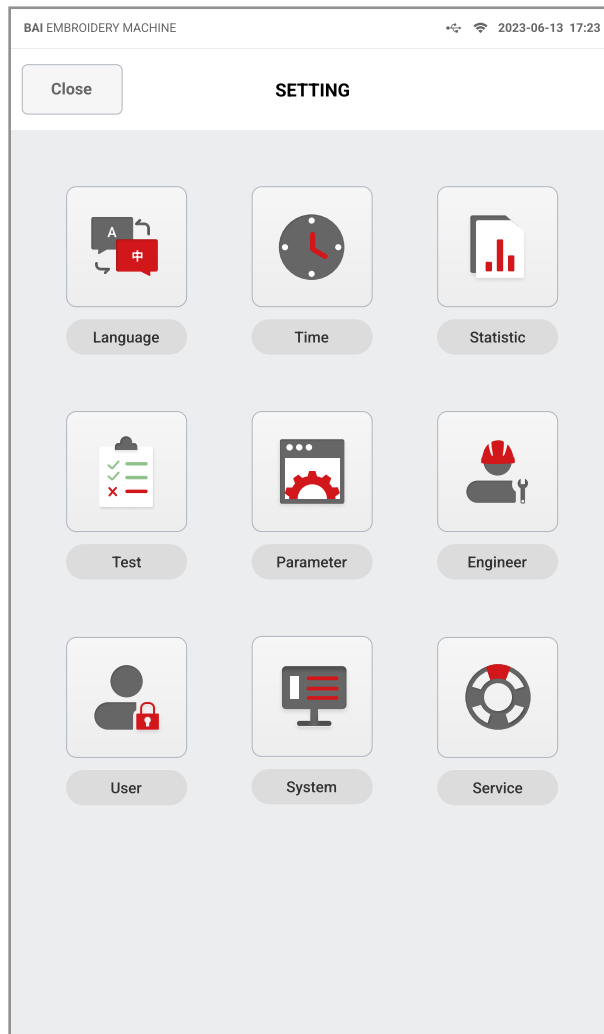 BAI EMBROIDERY MACHINE 2023-06-13 17:23
Close SETTING
A
中
Language Time Statistic
Test Parameter Engineer
User System Service